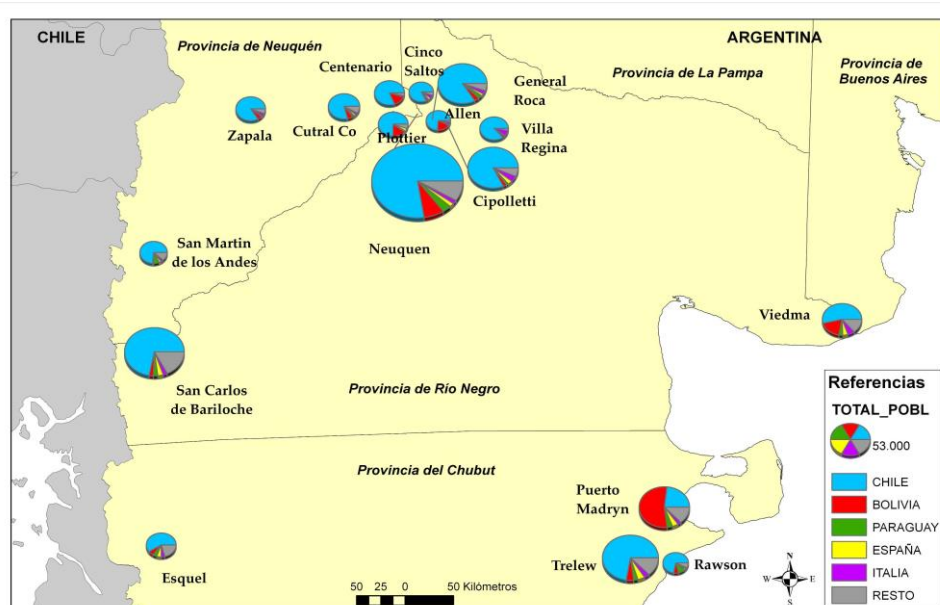 CHILE
Provincia de Neuquén
ARGENTINA
Provincia de La Pampa
Provincia de
Buenos Aires
Cinco
Saltos
Centenario
General
Roca
Zapala
Cutral Co
Plottier
Allen
Villa
Regina
Cipolletti
Neuquen
San Martin
de los Andes
Viedma
San Carlos
de Bariloche
Provincia de Río Negro
Provincia del Chubut
Puerto
Madryn
Esquel
Trelew
Rawson
50 25 0 50 Kilómetros
N
W E
S
Referencias
TOTAL_POBL
53.000
CHILE
BOLIVIA
PARAGUAY
ESPAÑA
ITALIA
RESTO